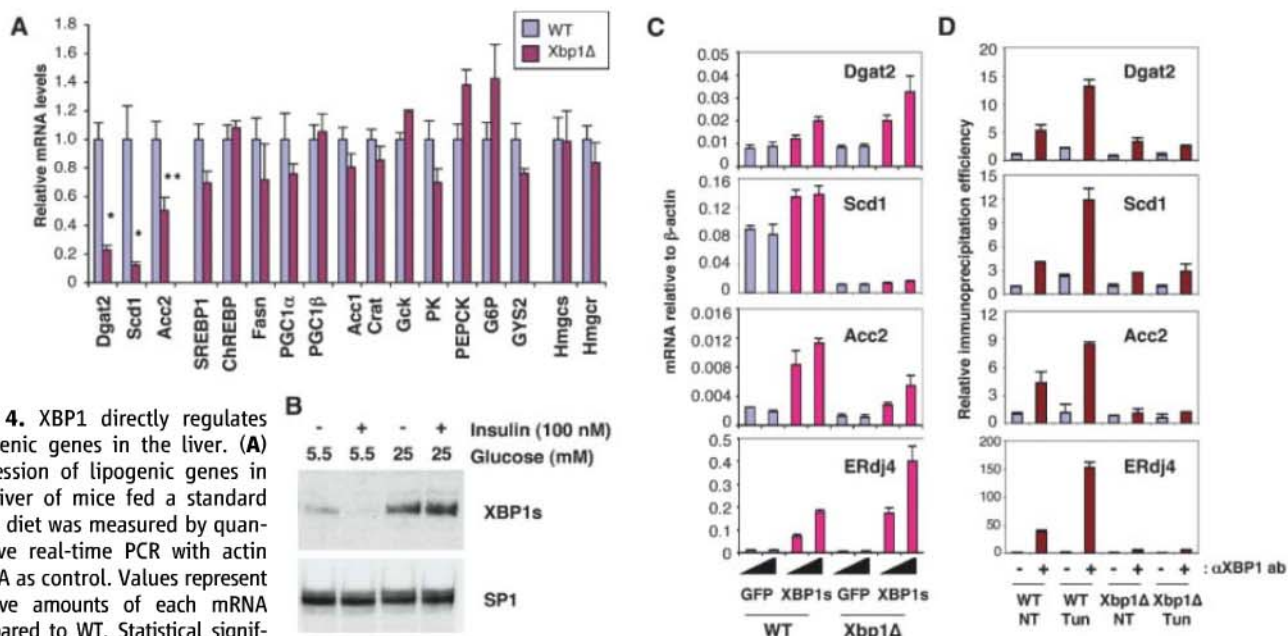 A
Relative mRNA levels
1.8
1.6
1.4
1.2
1.0
0.8
0.6
0.4
0.2
0
WT
Xbp1Δ
*
*
**
Dgat2
Scd1
Acc2
SREBP1
ChREBP
Fasn
PGC1α
PGC1β
Acc1
Crat
Gck
PK
PEPCK
G6P
GYS2
Hmgcs
Hmgcr
4. XBP1 directly regulates
enic genes in the liver. (A)
ession of lipogenic genes in
liver of mice fed a standard
diet was measured by quan-
ve real-time PCR with actin
A as control. Values represent
ve amounts of each mRNA
pared to WT. Statistical signif-
B
- + - + Insulin (100 nM)
5.5 5.5 25 25 Glucose (mM)
XBP1s
SP1
C
mRNA relative to β-actin
0.05
0.04
0.03
0.02
0.01
0
Dgat2
0.16
0.12
0.08
0.04
0.0
Scd1
0.016
0.012
0.008
0.004
0
Acc2
0.5
0.4
0.3
0.2
0.1
0
ERdj4
GFP XBP1s GFP XBP1s
WT Xbp1Δ
D
Relative immunoprecipitation efficiency
20
15
10
5
0
Dgat2
15
12
9
6
3
0
Scd1
12
9
6
3
0
Acc2
200
150
100
50
0
ERdj4
- + - + - + - + : αXBP1 ab
WT WT Xbp1Δ Xbp1Δ
NT Tun NT Tun